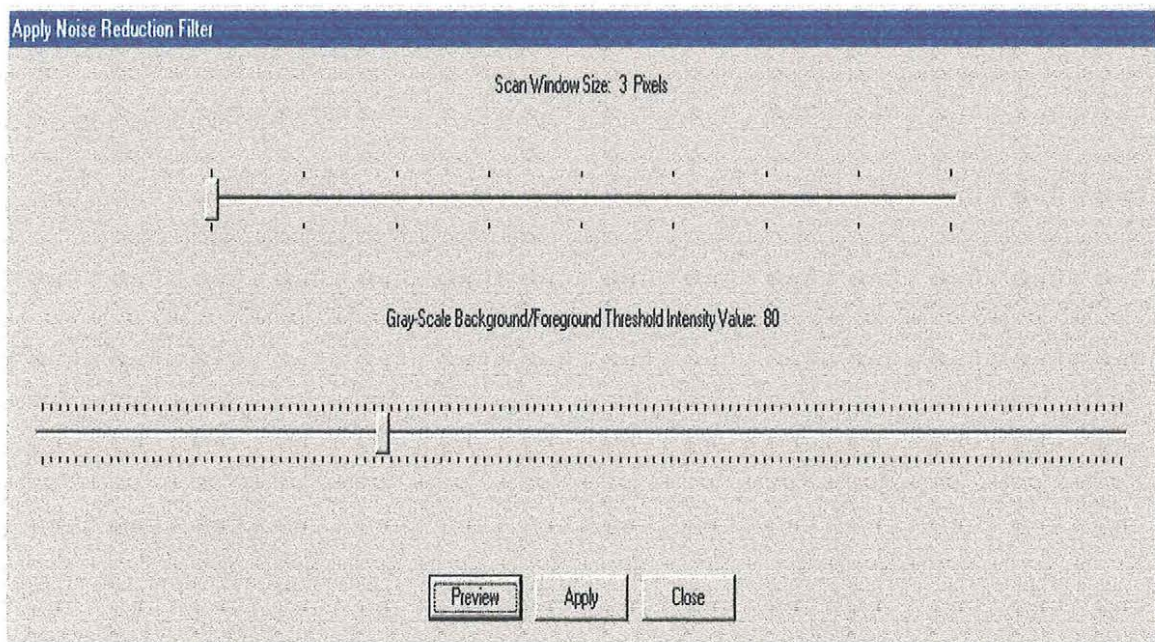 Apply Noise Reduction Filter
Scan Window Size: 3 Pixels
Gray-Scale Background/Foreground Threshold Intensity Value: 80
Preview Apply Close